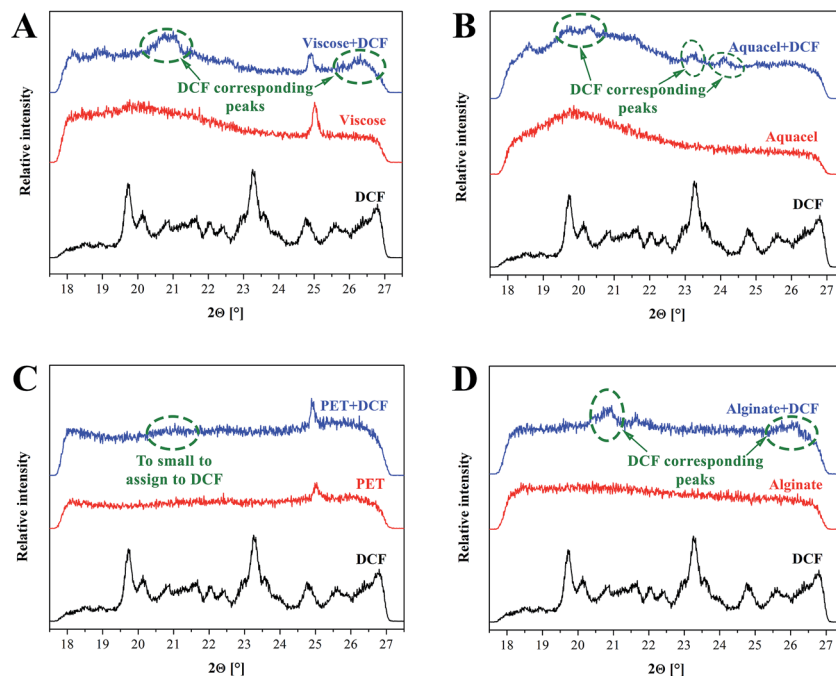 A
Relative intensity
Viscose+DCF
DCF corresponding
peaks
Viscose
DCF
18 19 20 21 22 23 24 25 26 27
2Θ [°]
B
Relative intensity
Aquacel+DCF
DCF corresponding
peaks
Aquacel
DCF
18 19 20 21 22 23 24 25 26 27
2Θ [°]
C
Relative intensity
PET+DCF
To small to
assign to DCF
PET
DCF
18 19 20 21 22 23 24 25 26 27
2Θ [°]
D
Relative intensity
Alginate+DCF
DCF corresponding
peaks
Alginate
DCF
18 19 20 21 22 23 24 25 26 27
2Θ [°]